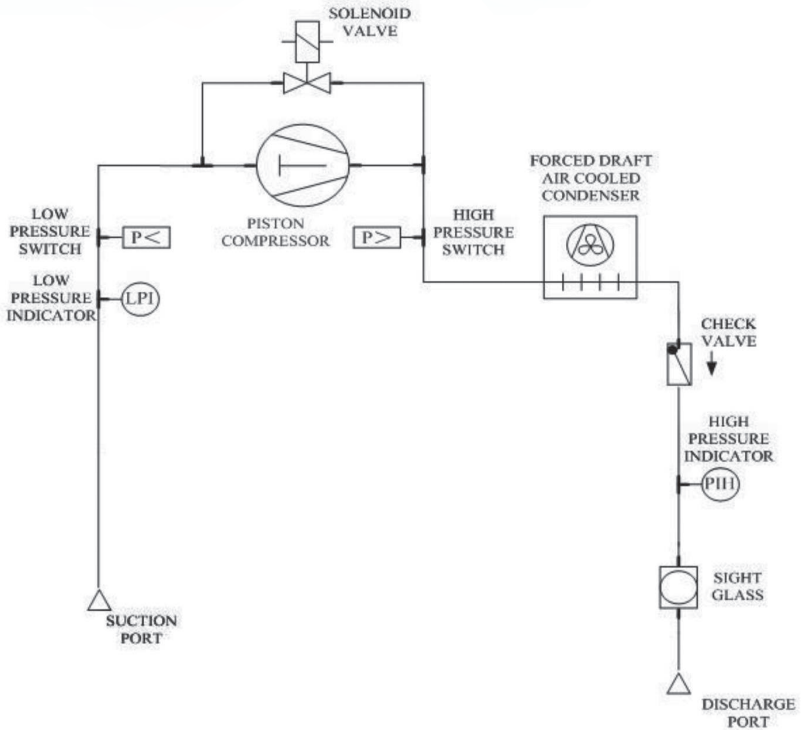 SOLENOID
VALVE
PISTON
COMPRESSOR
LOW
PRESSURE
SWITCH
P<
LOW
PRESSURE
INDICATOR
LPI
SUCTION
PORT
P>
HIGH
PRESSURE
SWITCH
FORCED DRAFT
AIR COOLED
CONDENSER
CHECK
VALVE
HIGH
PRESSURE
INDICATOR
PIH
SIGHT
GLASS
DISCHARGE
PORT